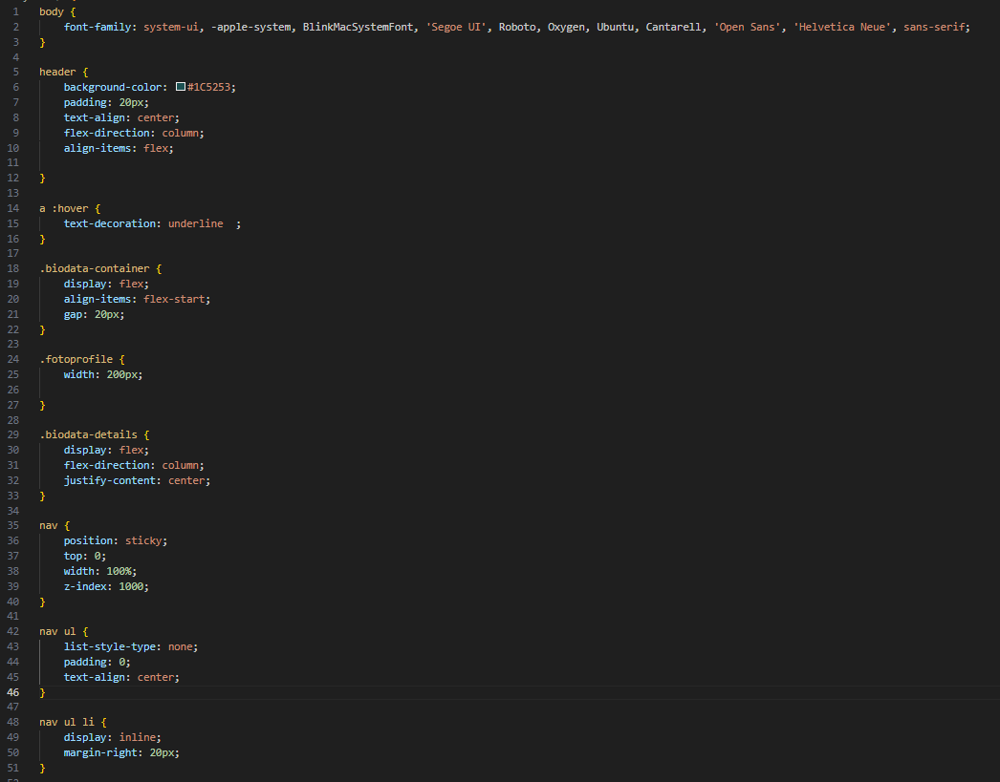 1 body {
2 font-family: system-ui, -apple-system, BlinkMacSystemFont, 'Segoe UI', Roboto, Oxygen, Ubuntu, Cantarell, 'Open Sans', 'Helvetica Neue', sans-serif;
3 }
4
5 header {
6 background-color: #1C5253;
7 padding: 20px;
8 text-align: center;
9 flex-direction: column;
10 align-items: flex;
11
12 }
13
14 a :hover {
15 text-decoration: underline  ;
16 }
17
18 .biodata-container {
19 display: flex;
20 align-items: flex-start;
21 gap: 20px;
22 }
23
24 .fotoprofile {
25 width: 200px;
26
27 }
28
29 .biodata-details {
30 display: flex;
31 flex-direction: column;
32 justify-content: center;
33 }
34
35 nav {
36 position: sticky;
37 top: 0;
38 width: 100%;
39 z-index: 1000;
40 }
41
42 nav ul {
43 list-style-type: none;
44 padding: 0;
45 text-align: center;
46 }
47
48 nav ul li {
49 display: inline;
50 margin-right: 20px;
51 }